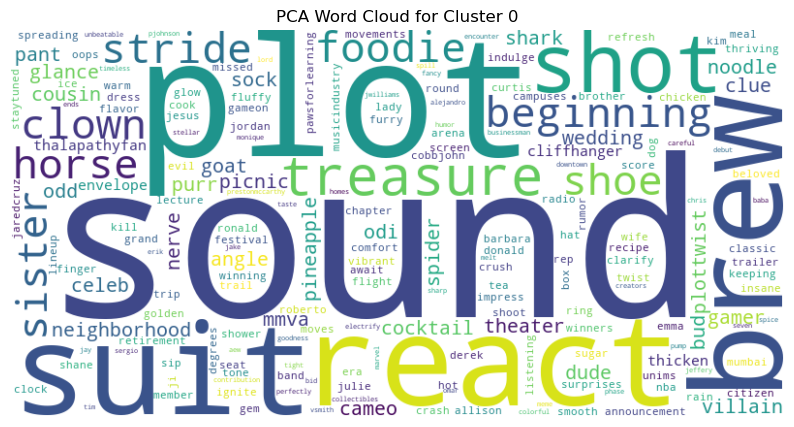 PCA Word Cloud for Cluster 0
spreading
unbeatable
pjohnson
movements
encounter
lord
refresh
kim
meal
thriving
pant
oops
stride
missed
foodie
shark
indulge
shot
noodle
glance
sock
plot
curtis
brother
clue
staytuned
ice
warm
glow
fluffy
pawsforlearning
musicindustry
round
fancy
campuses
chicken
cousin
dress
cook
gameon
jwilliams
alejandro
beginning
flavor
jesus
lady
humor
businessman
timeless
ends
clown
stellar
jordan
monique
furry
arena
wedding
careful
debut
thalapathyfan
evil
goat
screen
cobbjohn
cliffhanger
downtown
score
dog
beloved
jaredcruz
horse
odd
envelope
purr
picnic
treasure
shoe
brew
prestonmccarthy
homes
chris
baba
sister
lecture
kill
grand
erik
nerve
ronald
festival
jake
taste
sound
pineapple
chapter
odi
spider
radio
rumor
hat
wife
recipe
classic
lineup
finger
angle
comfort
vibrant
await
barbara
donald
melt
crush
rep
box
clarify
trailer
keeping
celeb
winning
trail
flight
sharp
tea
impress
twist
creators
insane
trip
golden
roberto
shoot
plottwist
bud
neighborhood
mmva
electrify
cocktail
theater
ring
winners
emma
gamer
seven
spice
suit
retirement
shower
degrees
moves
react
listening
sugar
pump
jay
sergio
aew
goodness
tight
era
marvel
derek
dude
thicken
mumbai
jeffery
shane
sip
tone
seat
band
bid
julie
hot
surprises
unims
nba
citizen
clock
member
ji
contribution
ignite
gem
perfectly
collectibles
cameo
crash
allison
smooth
phase
announcement
rain
villain
tim
vsmith
colorful